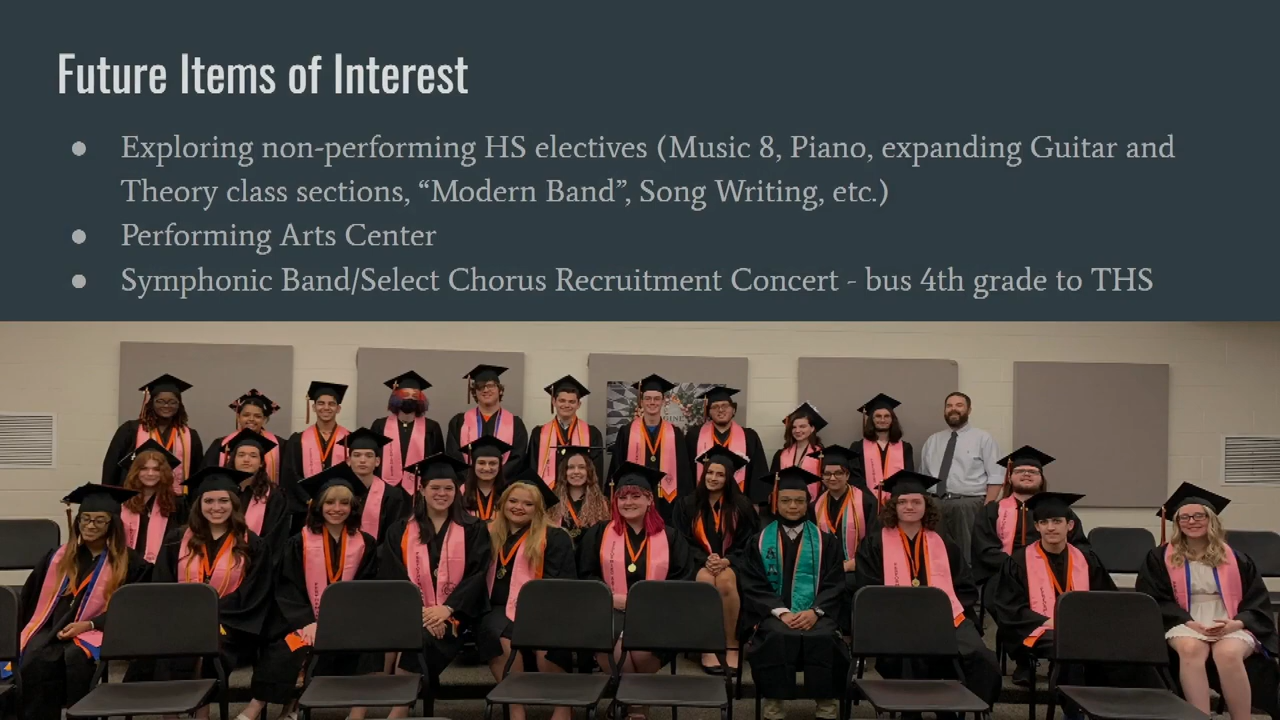 Future Items of Interest
● Exploring non-performing HS electives (Music 8, Piano, expanding Guitar and
Theory class sections, “Modern Band”, Song Writing, etc.)
● Performing Arts Center
● Symphonic Band/Select Chorus Recruitment Concert - bus 4th grade to THS